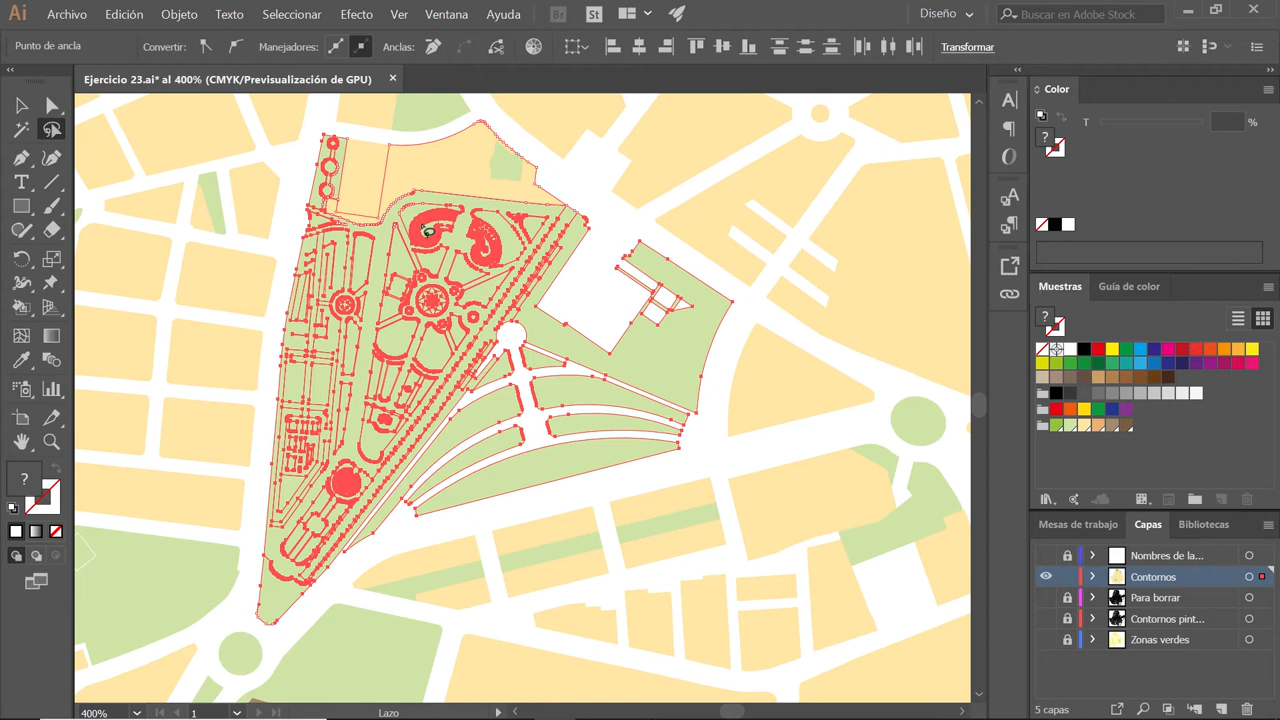 Ai Archivo Edición Objeto Texto Seleccionar Efecto Ver Ventana Ayuda Br St Diseño Buscar en Adobe Stock
Punto de ancla Convertir: Manejadores: Anclas: Transformar
Ejercicio 23.ai* al 400% (CMYK/Previsualización de GPU)
Color
T ? %
Muestras Guía de color
?
Mesas de trabajo Capas Bibliotecas
Nombres de la...
Contornos
Para borrar
Contornos pint...
Zonas verdes
5 capas
?
400% 1 Lazo